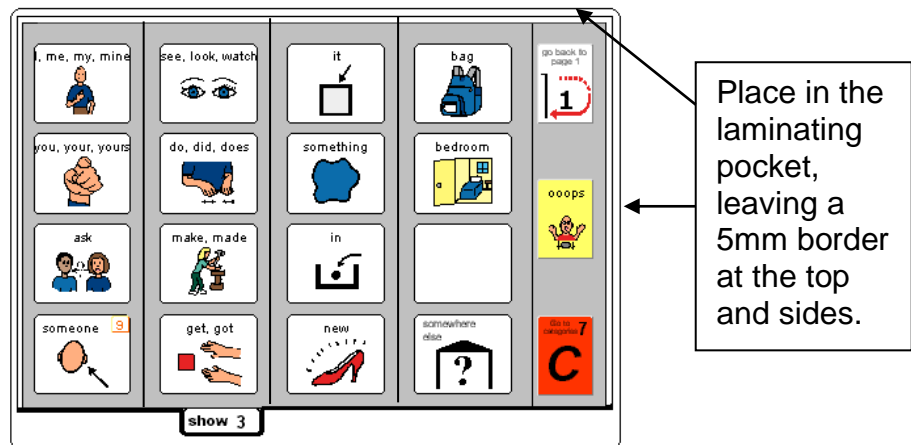 I, me, my, mine
see, look, watch
it
bag
go back to
page 1
1
you, your, yours
do, did, does
something
bedroom
ooops
ask
make, made
in
someone
9
get, got
new
somewhere
else
?
Go to
categories 7
C
show 3
Place in the
laminating
pocket,
leaving a
5mm border
at the top
and sides.